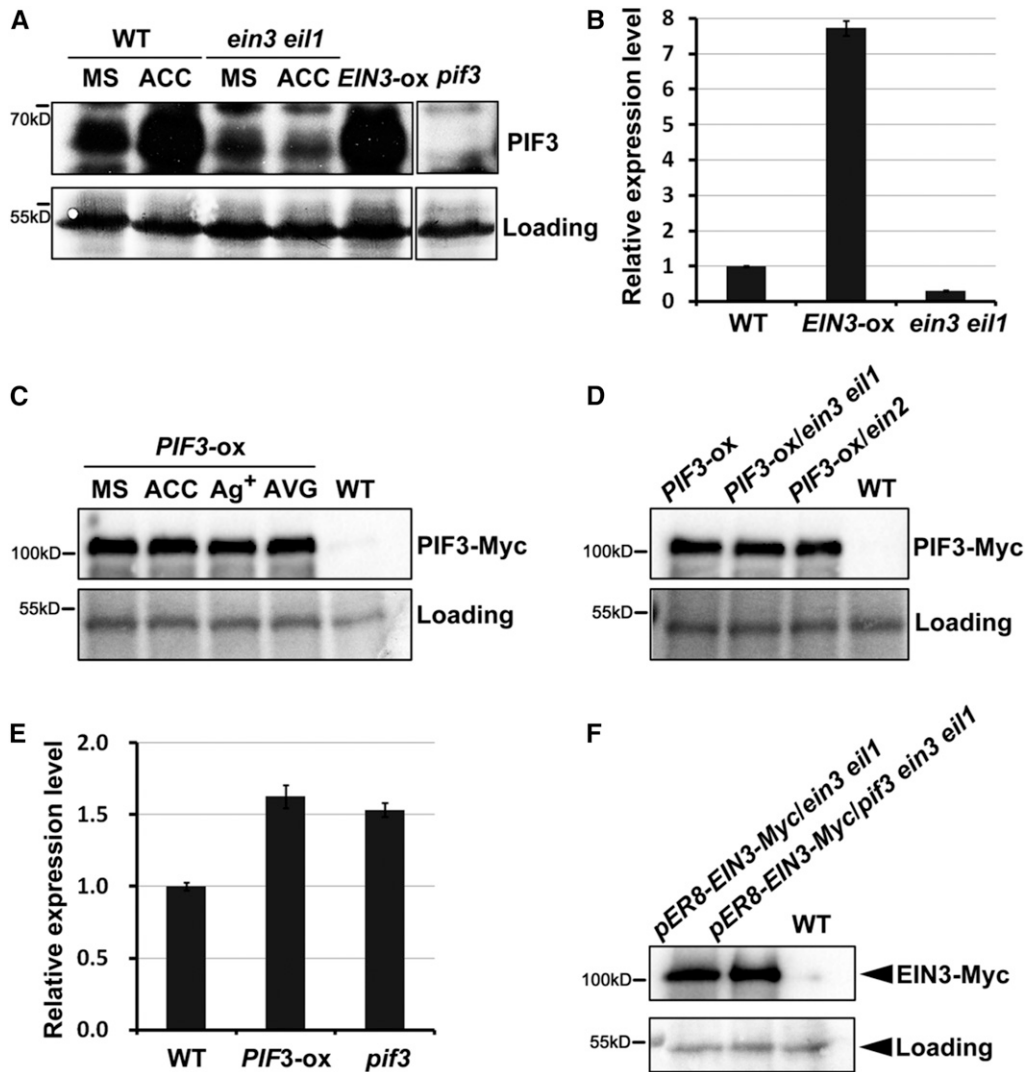 A
WT
ein3 eil1
MS ACC MS ACC EIN3-ox pif3
70kD
PIF3
55kD
Loading
B
Relative expression level
8
7
6
5
4
3
2
1
0
WT EIN3-ox ein3 eil1
C
PIF3-ox
MS ACC Ag+ AVG WT
100kD
PIF3-Myc
55kD
Loading
D
PIF3-ox
PIF3-ox/ein3 eil1
PIF3-ox/ein2
WT
100kD
PIF3-Myc
55kD
Loading
E
Relative expression level
2.0
1.5
1.0
0.5
0.0
WT PIF3-ox pif3
F
pER8-EIN3-Myc/ein3 eil1
pER8-EIN3-Myc/pif3 ein3 eil1
WT
100kD
EIN3-Myc
55kD
Loading